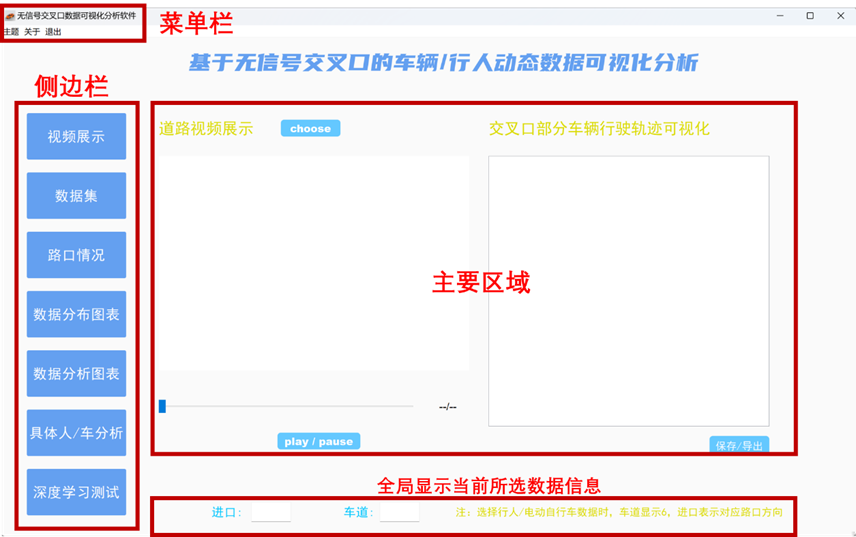 无信号交叉口数据可视化分析软件
菜单栏
主题 关于 退出
基于无信号交叉口的车辆/行人动态数据可视化分析
侧边栏
视频展示
数据集
路口情况
数据分布图表
数据分析图表
具体人/车分析
深度学习测试
道路视频展示
choose
交叉口部分车辆行驶轨迹可视化
主要区域
--/--
play / pause
保存/导出
全局显示当前所选数据信息
进口:
车道:
注: 选择行人/电动自行车数据时, 车道显示6, 进口表示对应路口方向